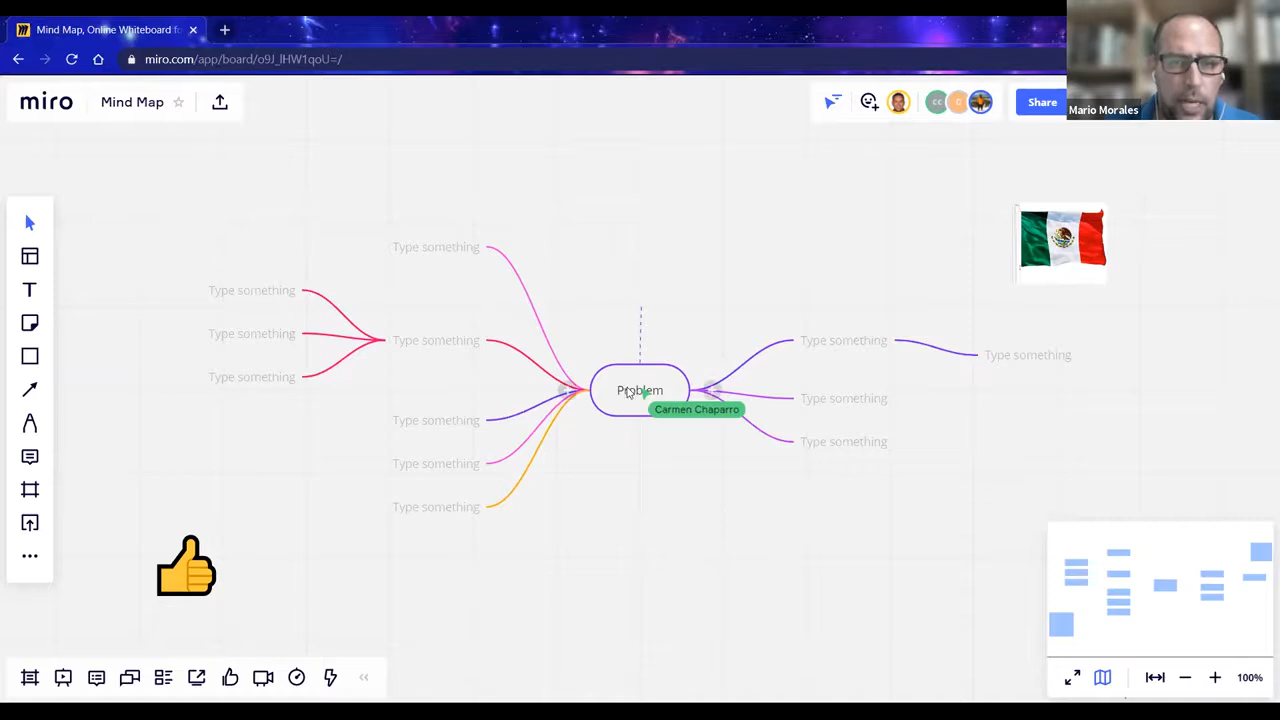 Mind Map, Online Whiteboard fo
miro.com/app/board/o9J_lHW1qoU=/
miro
Mind Map
CC
C
Share
Mario Morales
Type something
Type something
Type something
Type something
Type something
Type something
Type something
Type something
Problem
Carmen Chaparro
Type something
Type something
Type something
Type something
100%